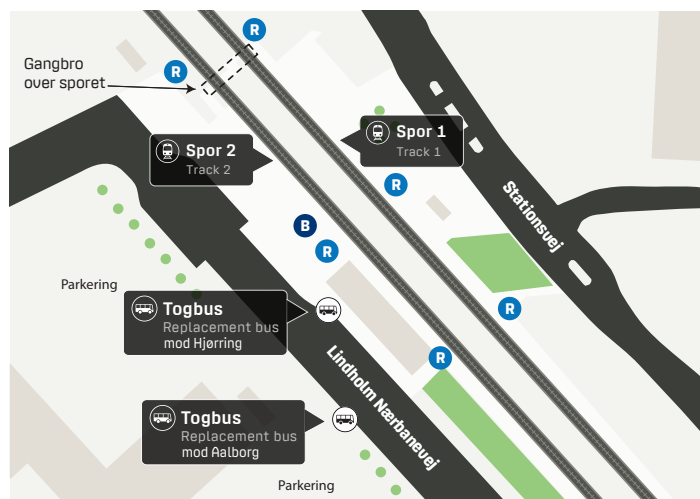 R
R
Gangbro
over sporet
Spor 1
Track 1
Spor 2
Track 2
R
Stationsvej
B
R
Parkering
Togbus
Replacement bus
mod Hjørring
R
R
Lindholm Nærbanevej
Togbus
Replacement bus
mod Aalborg
Parkering